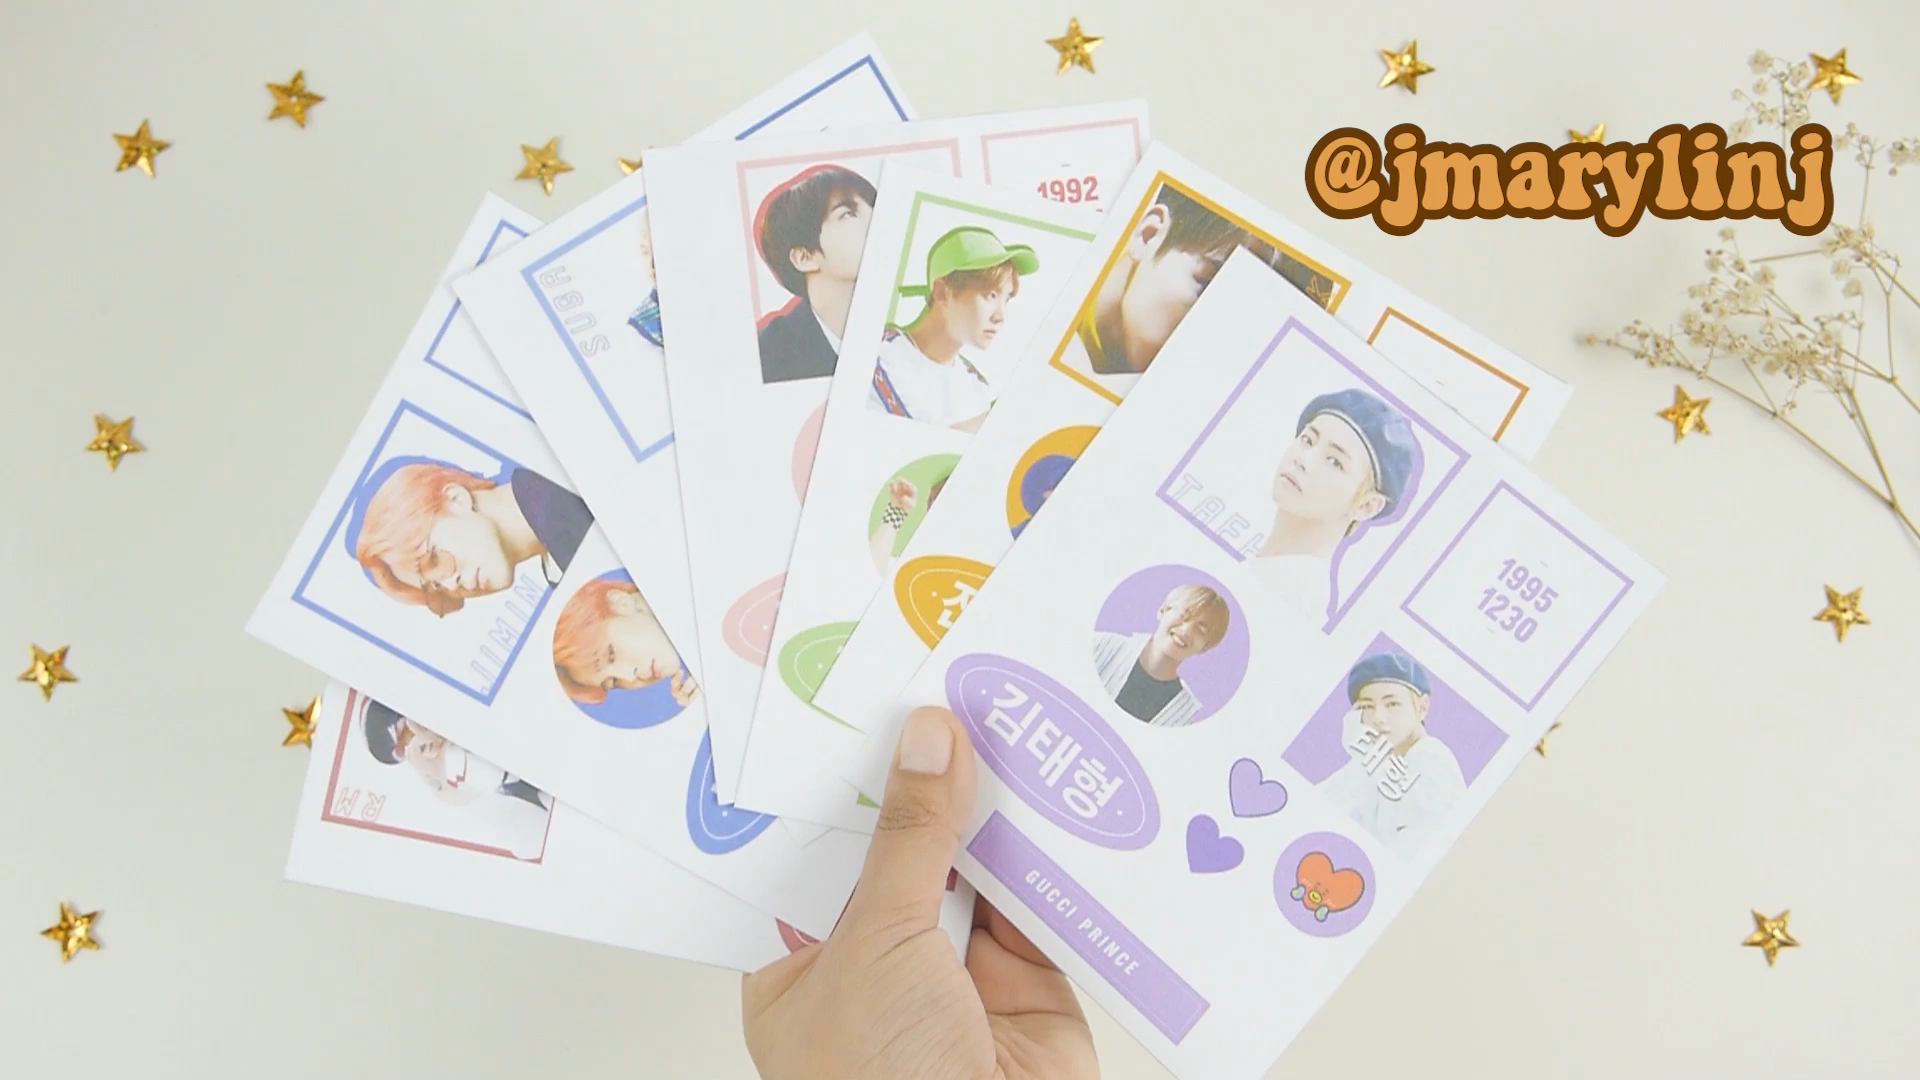 @jmarylinj
1992
SUGA
JIMIN
RM
TAEH
1995
1230
김태형
태형
GUCCI PRINCE